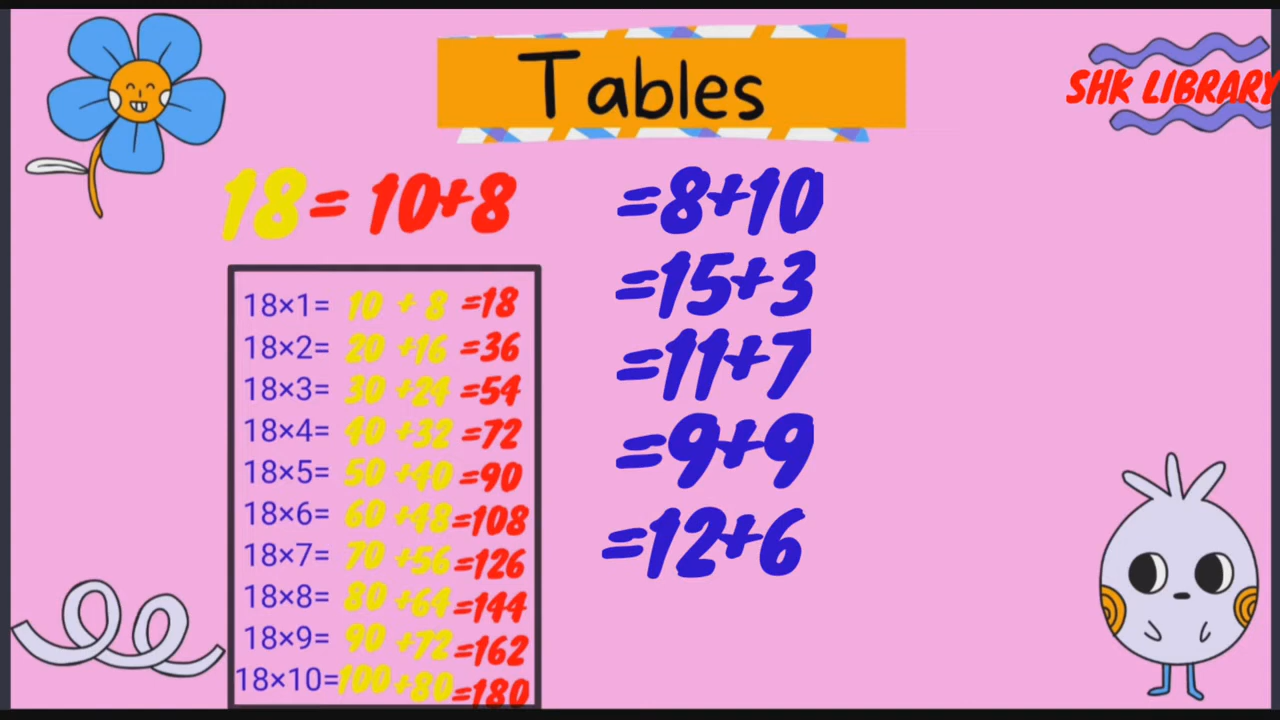 Tables
SHK LIBRARY
18= 10+8
=8+10
=15+3
=11+7
=9+9
=12+6
18×1= 10 + 8 =18
18×2= 20 +16 =36
18×3= 30 +24 =54
18×4= 40 +32 =72
18×5= 50 +40 =90
18×6= 60 +48 =108
18×7= 70 +56 =126
18×8= 80 +64 =144
18×9= 90 +72 =162
18×10= 100 +80 =180